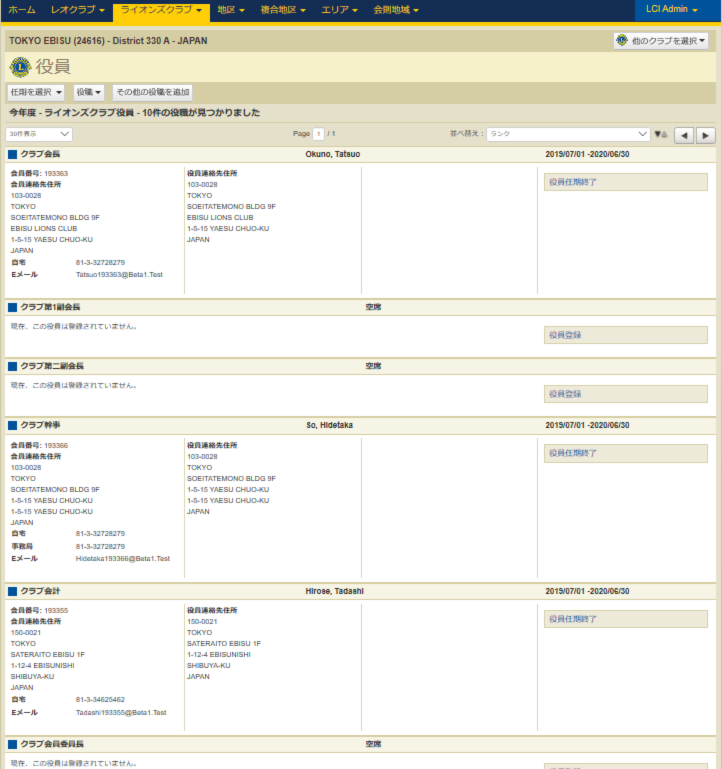 ホーム レオクラブ ライオンズクラブ 地区 複合地区 エリア 会則地域 LCI Admin
TOKYO EBISU (24616) - District 330 A - JAPAN 他のクラブを選択
役員
任期を選択 役職 その他の役職を追加
今年度 - ライオンズクラブ役員 - 10件の役職が見つかりました
30件表示 Page 1 / 1 並べ替え： ランク
クラブ会長 Okuno, Tatsuo 2019/07/01 -2020/06/30
会員番号: 193363 役員連絡先住所
会員連絡先住所 103-0028 役員任期終了
103-0028 TOKYO
TOKYO SOEITATEMONO BLDG 9F
SOEITATEMONO BLDG 9F EBISU LIONS CLUB
EBISU LIONS CLUB 1-5-15 YAESU CHUO-KU
1-5-15 YAESU CHUO-KU JAPAN
JAPAN
自宅 81-3-32728279
Eメール Tatsuo193363@Beta1.Test
クラブ第1副会長 空席
現在、この役員は登録されていません。
役員登録
クラブ第二副会長 空席
現在、この役員は登録されていません。
役員登録
クラブ幹事 So, Hidetaka 2019/07/01 -2020/06/30
会員番号: 193366 役員連絡先住所
会員連絡先住所 103-0028 役員任期終了
103-0028 TOKYO
TOKYO SOEITATEMONO BLDG 9F
SOEITATEMONO BLDG 9F 1-5-15 YAESU CHUO-KU
1-5-15 YAESU CHUO-KU 1-5-15 YAESU CHUO-KU
1-5-15 YAESU CHUO-KU JAPAN
JAPAN
自宅 81-3-32728279
事務局 81-3-32728279
Eメール Hidetaka193366@Beta1.Test
クラブ会計 Hirose, Tadashi 2019/07/01 -2020/06/30
会員番号: 193355 役員連絡先住所
会員連絡先住所 150-0021 役員任期終了
150-0021 TOKYO
TOKYO SATERAITO EBISU 1F
SATERAITO EBISU 1F 1-12-4 EBISUNISHI
1-12-4 EBISUNISHI SHIBUYA-KU
SHIBUYA-KU JAPAN
JAPAN
自宅 81-3-34625462
Eメール Tadashi193355@Beta1.Test
クラブ会員委員長 空席
現在、この役員は登録されていません。